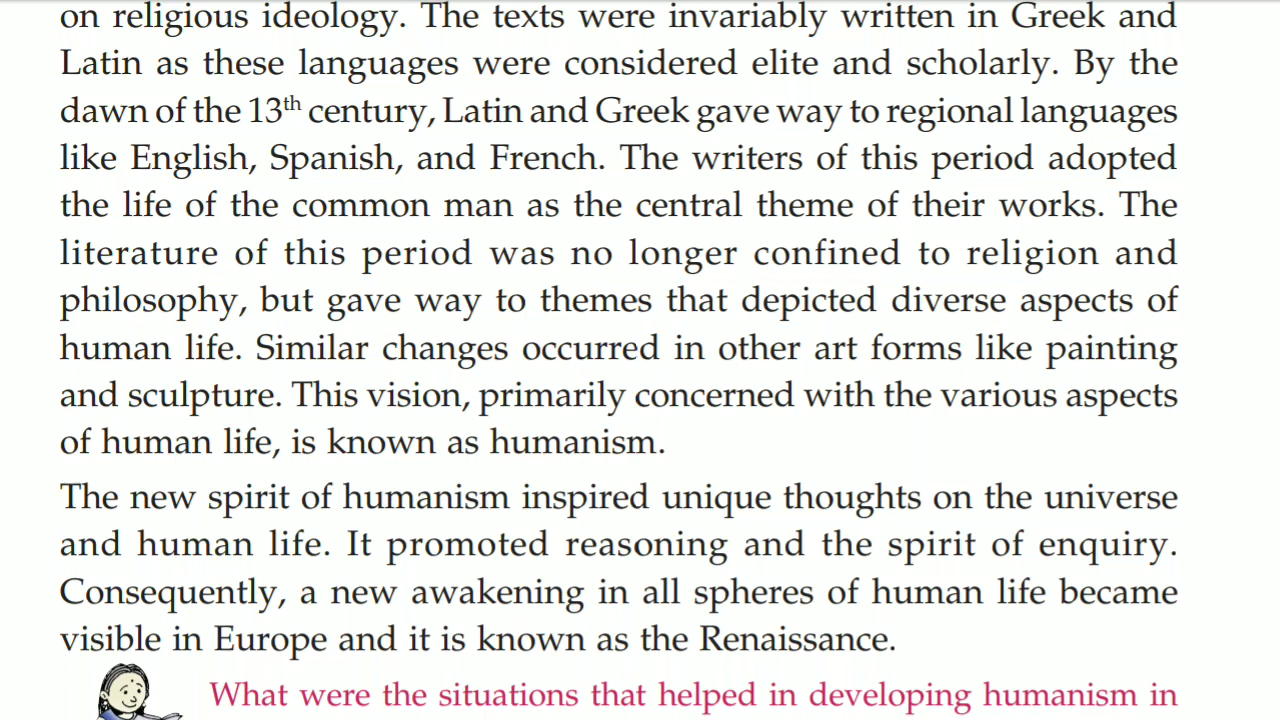 on religious ideology. The texts were invariably written in Greek and
Latin as these languages were considered elite and scholarly. By the
dawn of the 13th century, Latin and Greek gave way to regional languages
like English, Spanish, and French. The writers of this period adopted
the life of the common man as the central theme of their works. The
literature of this period was no longer confined to religion and
philosophy, but gave way to themes that depicted diverse aspects of
human life. Similar changes occurred in other art forms like painting
and sculpture. This vision, primarily concerned with the various aspects
of human life, is known as humanism.
The new spirit of humanism inspired unique thoughts on the universe
and human life. It promoted reasoning and the spirit of enquiry.
Consequently, a new awakening in all spheres of human life became
visible in Europe and it is known as the Renaissance.
What were the situations that helped in developing humanism in